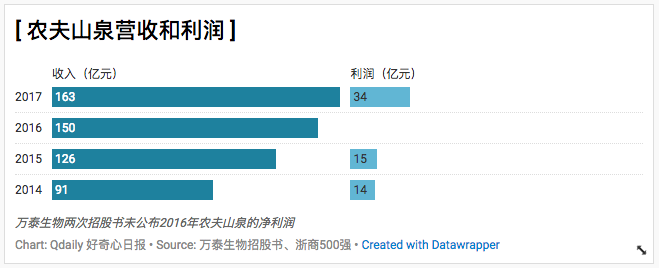 [ 农夫山泉营收和利润 ]
收入（亿元） 利润（亿元）
2017 163 34
2016 150
2015 126 15
2014 91 14
万泰生物两次招股书未公布2016年农夫山泉的净利润
Chart: Qdaily 好奇心日报 • Source: 万泰生物招股书、浙商500强 • Created with Datawrapper